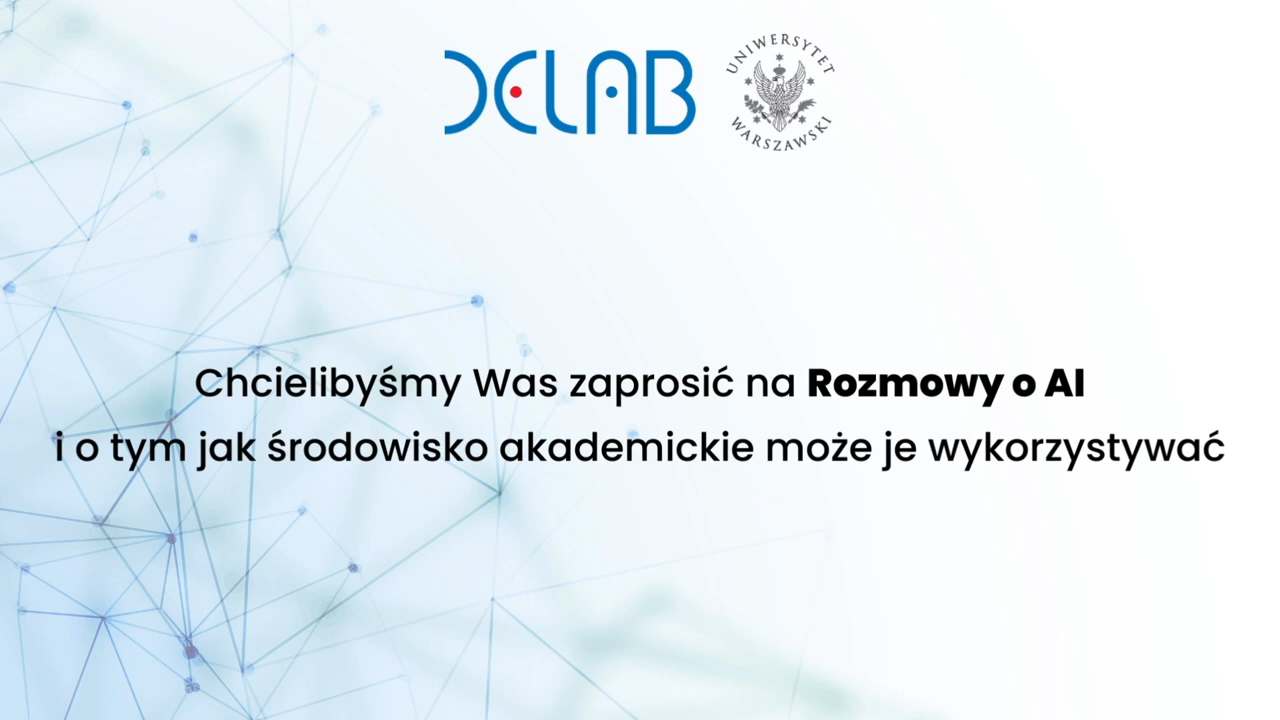 DELAB
UNIWERSYTET
WARSZAWSKI
Chcielibyśmy Was zaprosić na Rozmowy o AI
i o tym jak środowisko akademickie może je wykorzystywać